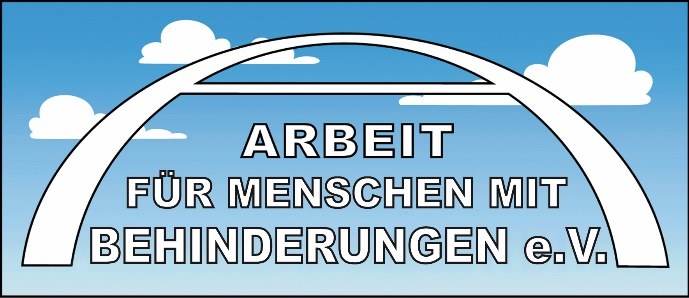 ARBEIT
FÜR MENSCHEN MIT
BEHINDERUNGEN e.V.